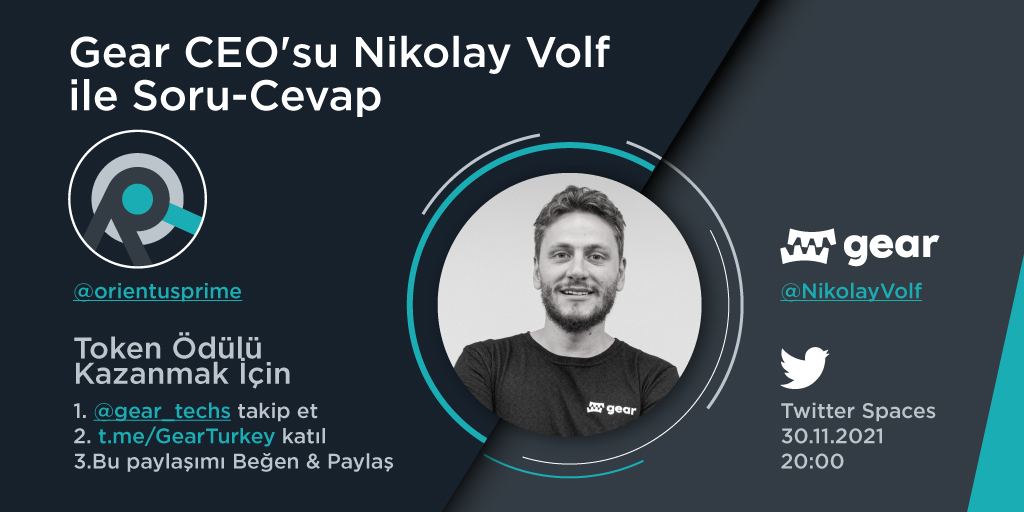 Gear CEO'su Nikolay Volf
ile Soru-Cevap
@orientusprime
Token Ödülü
Kazanmak İçin
1. @gear_techs takip et
2. t.me/GearTurkey katıl
3.Bu paylaşımı Beğen & Paylaş
gear
gear
@NikolayVolf
Twitter Spaces
30.11.2021
20:00